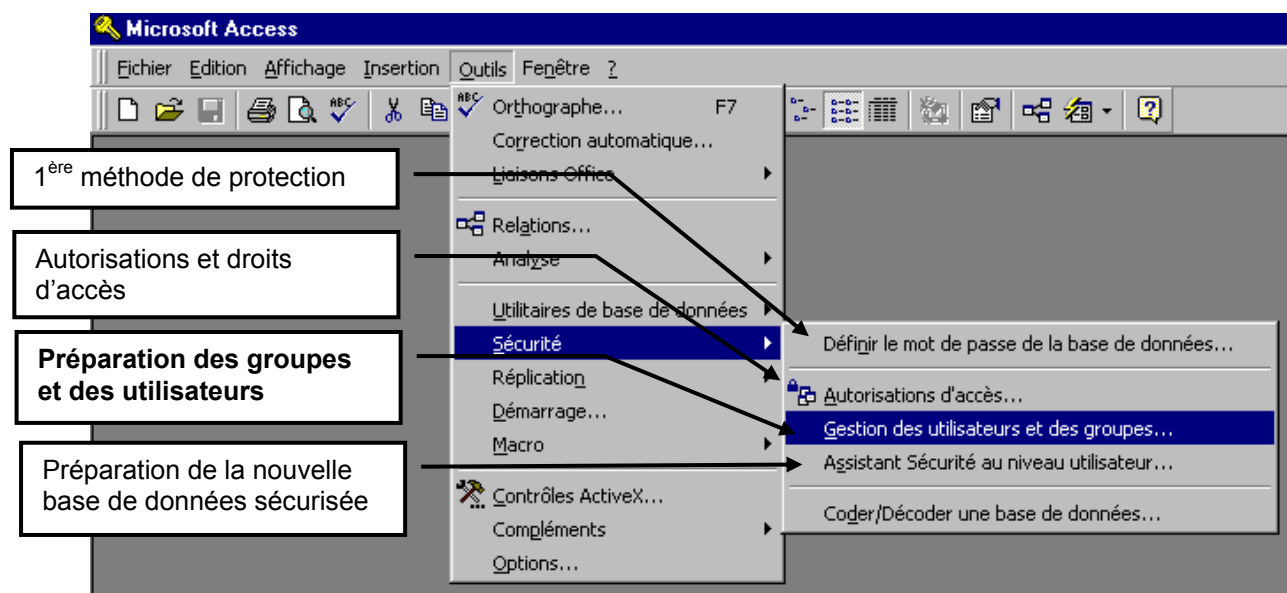 Microsoft Access
Fichier Edition Affichage Insertion Outils Fenêtre ?
Orthographe... F7
Correction automatique...
Liaisons Office
Relations...
Analyse
Utilitaires de base de données
Sécurité
Réplication
Démarrage...
Macro
Contrôles ActiveX...
Compléments
Options...
Définir le mot de passe de la base de données...
Autorisations d'accès...
Gestion des utilisateurs et des groupes...
Assistant Sécurité au niveau utilisateur...
Coder/Décoder une base de données...
1ère méthode de protection
Autorisations et droits
d’accès
Préparation des groupes
et des utilisateurs
Préparation de la nouvelle
base de données sécurisée
ABC
ABC